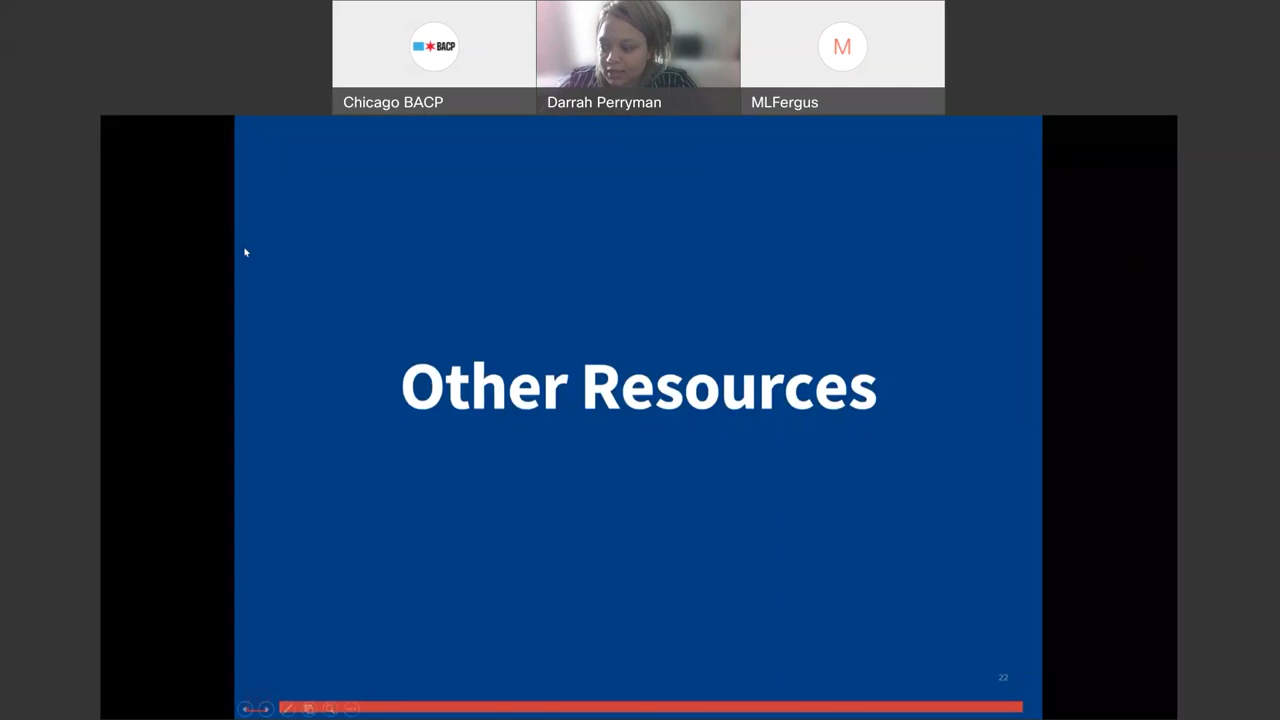 BACP
M
Chicago BACP
Darrah Perryman
MLFergus
Other Resources
22